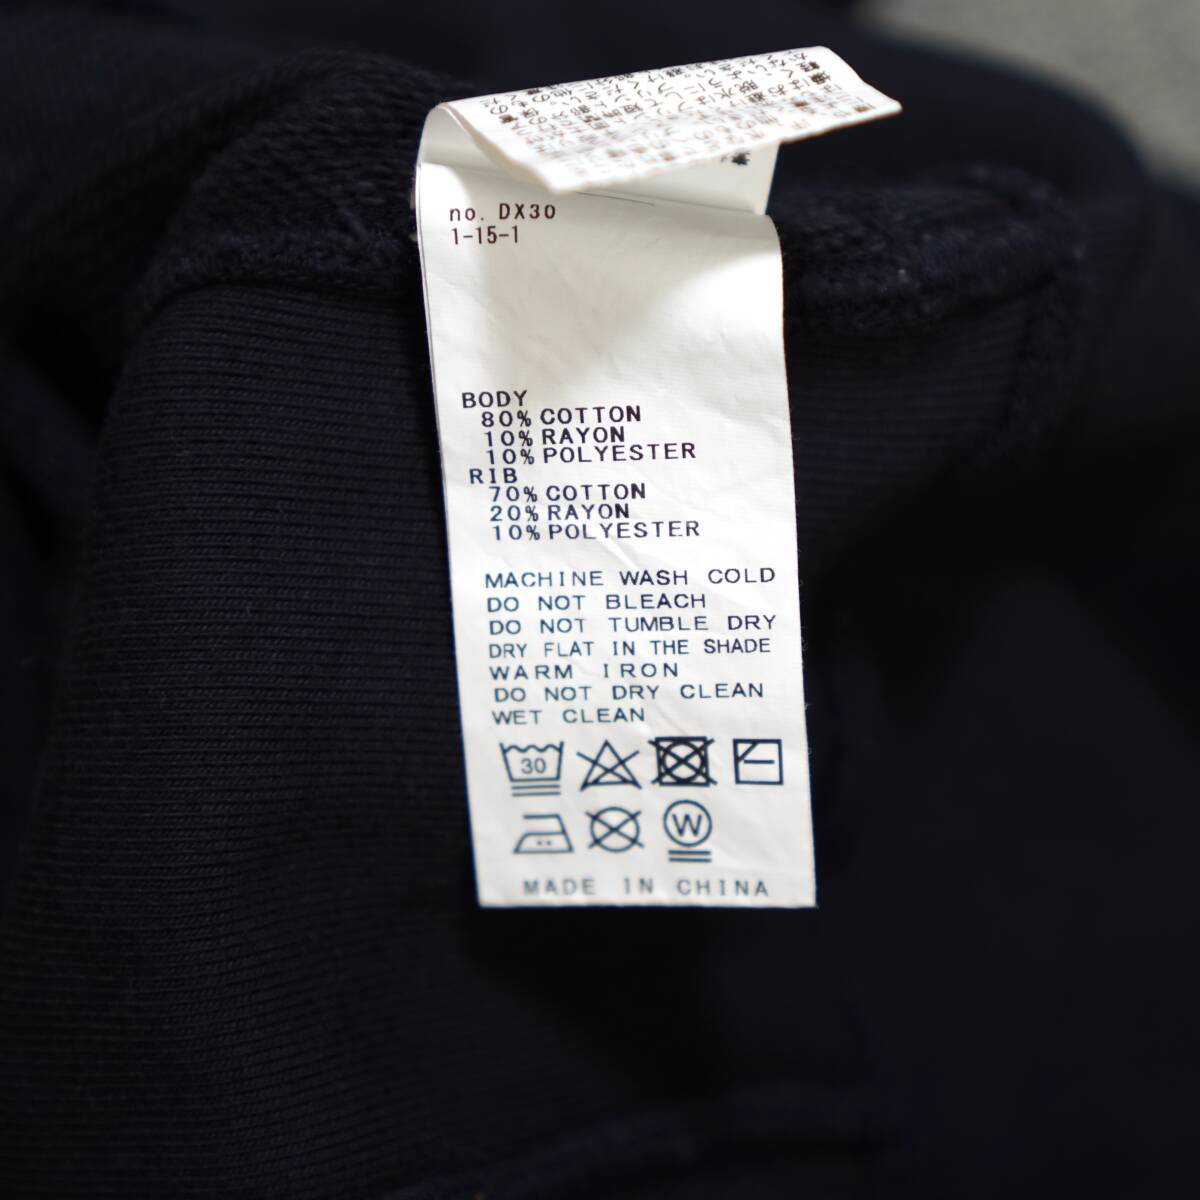 no. DX30
1-15-1
BODY
80% COTTON
10% RAYON
10% POLYESTER
RIB
70% COTTON
20% RAYON
10% POLYESTER
MACHINE WASH COLD
DO NOT BLEACH
DO NOT TUMBLE DRY
DRY FLAT IN THE SHADE
WARM IRON
DO NOT DRY CLEAN
WET CLEAN
30
W
MADE IN CHINA